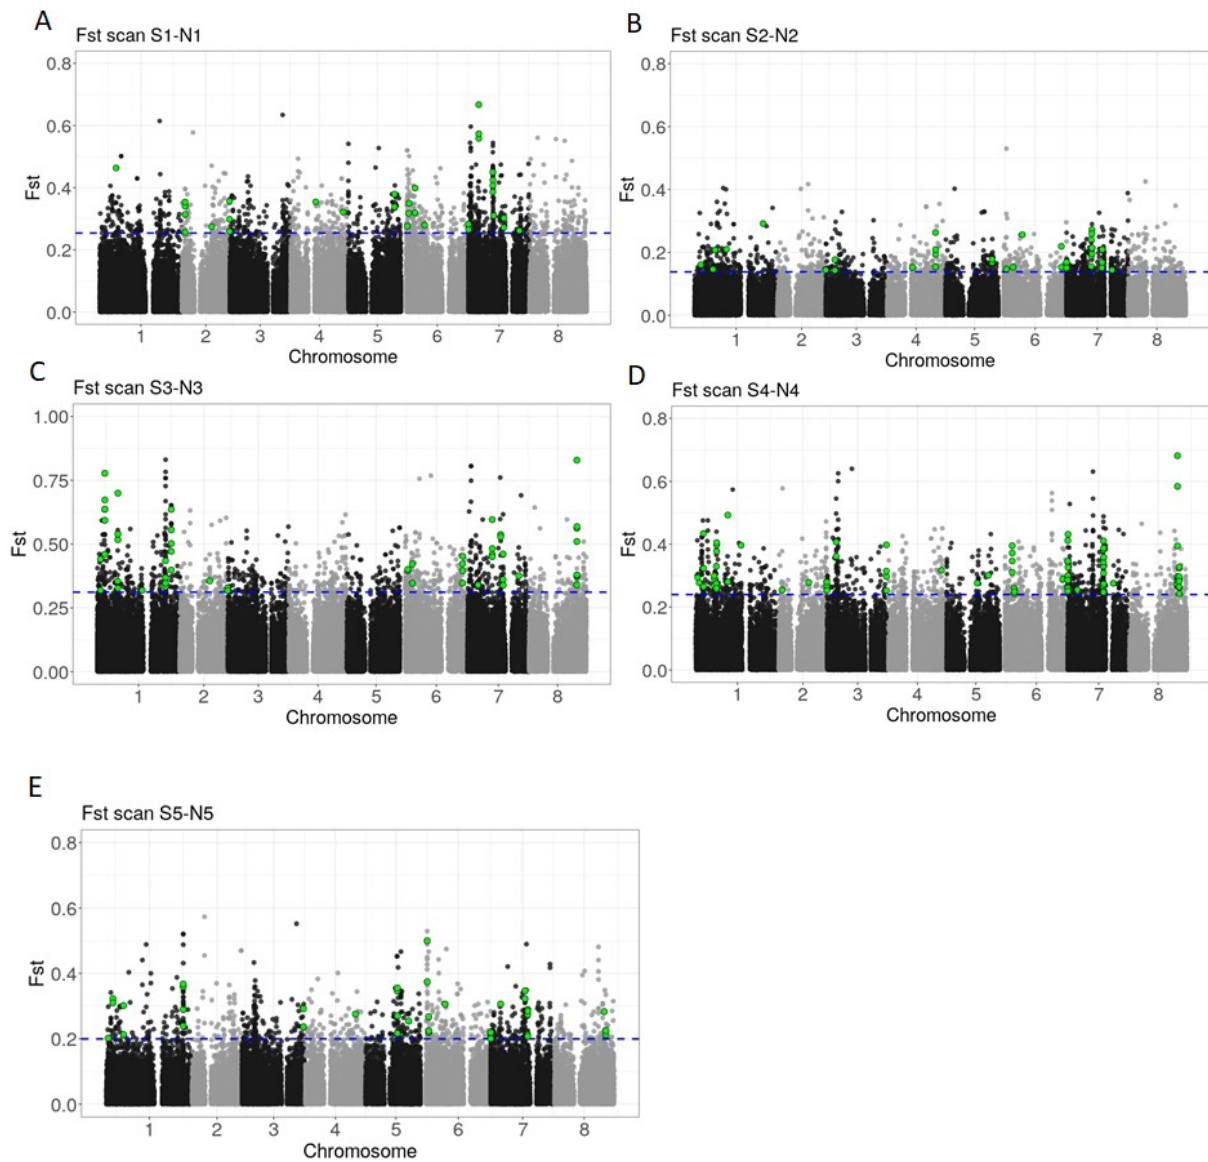 A
Fst scan S1-N1
Fst
0.8
0.6
0.4
0.2
0.0
1 2 3 4 5 6 7 8
Chromosome
B
Fst scan S2-N2
Fst
0.8
0.6
0.4
0.2
0.0
1 2 3 4 5 6 7 8
Chromosome
C
Fst scan S3-N3
Fst
1.00
0.75
0.50
0.25
0.00
1 2 3 4 5 6 7 8
Chromosome
D
Fst scan S4-N4
Fst
0.8
0.6
0.4
0.2
0.0
1 2 3 4 5 6 7 8
Chromosome
E
Fst scan S5-N5
Fst
0.8
0.6
0.4
0.2
0.0
1 2 3 4 5 6 7 8
Chromosome